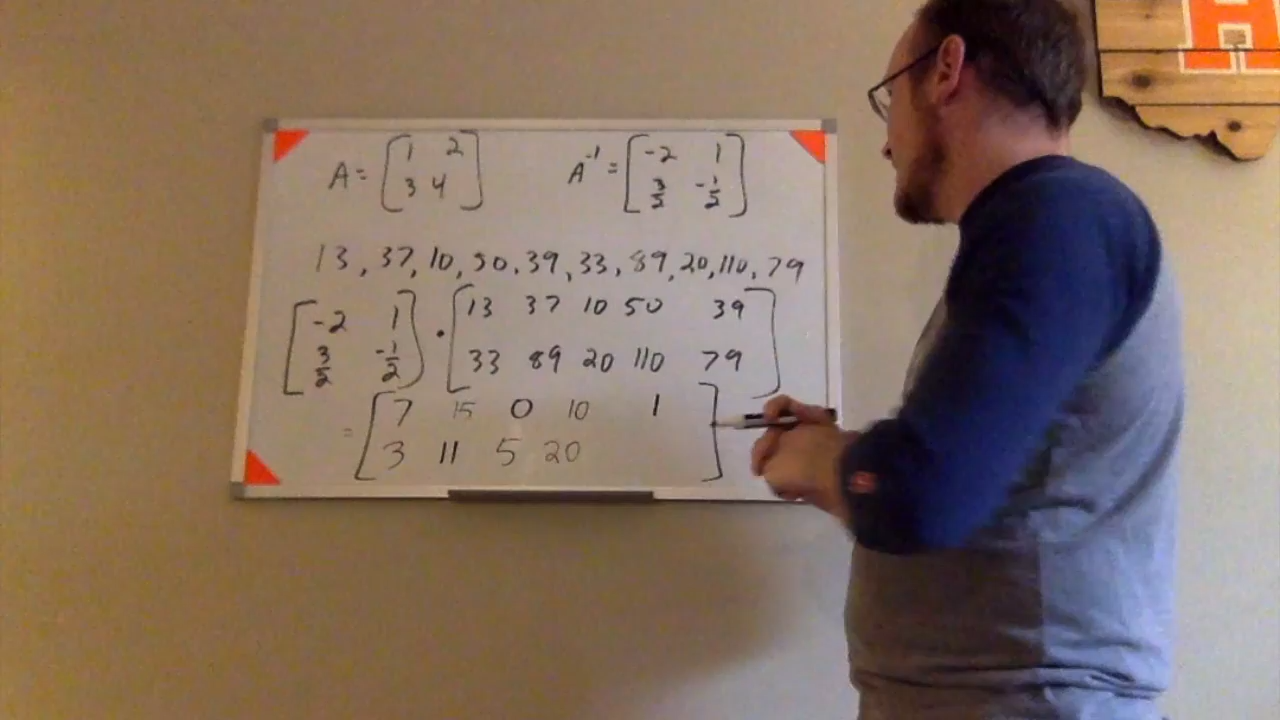 A = [1 2
3 4]
A⁻¹ = [-2 1
3/2 -1/2]
13, 37, 10, 50, 39, 33, 89, 20, 110, 79
[-2 1
3/2 -1/2] · [13 37 10 50 39
33 89 20 110 79]
= [7 15 0 10 1
3 11 5 20]
H